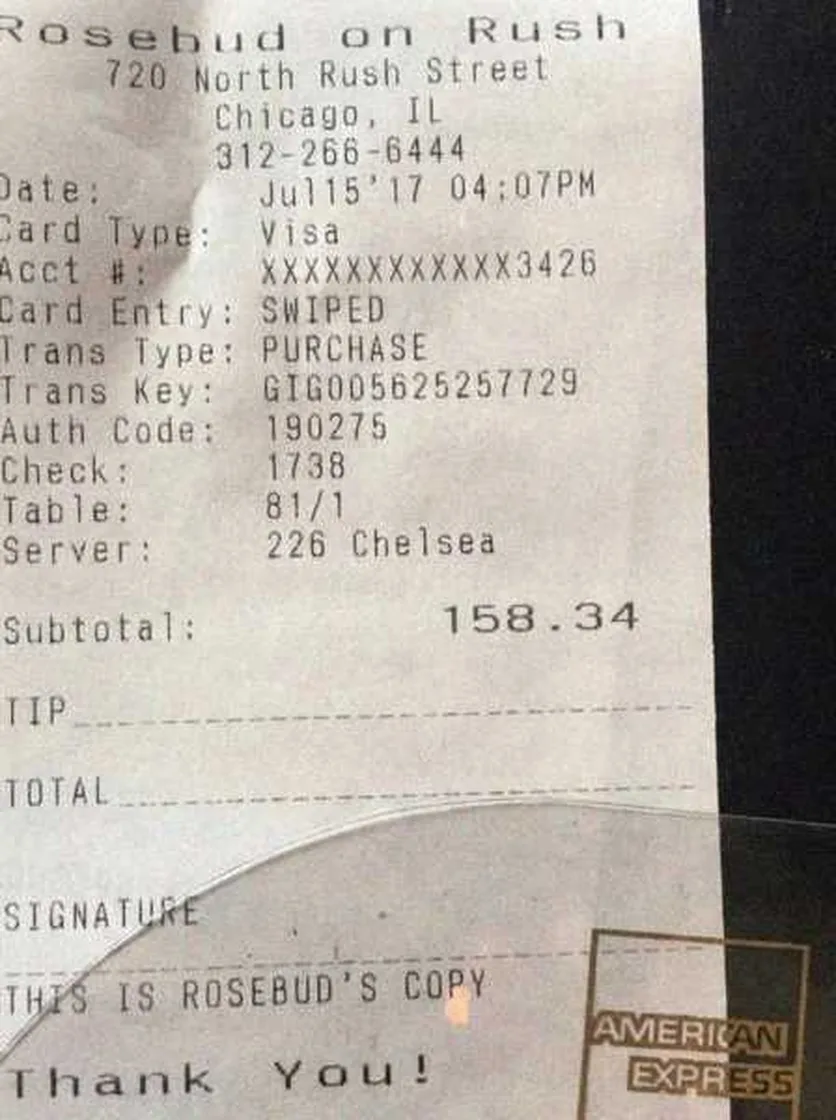 Rosebud on Rush
720 North Rush Street
Chicago, IL
312-266-6444
Date: Jul15'17 04:07PM
Card Type: Visa
Acct #: XXXXXXXXXXXX3426
Card Entry: SWIPED
Trans Type: PURCHASE
Trans Key: GIG005625257729
Auth Code: 190275
Check: 1738
Table: 81/1
Server: 226 Chelsea
Subtotal: 158.34
TIP
TOTAL
SIGNATURE
THIS IS ROSEBUD'S COPY
Thank You!
AMERICAN
EXPRESS